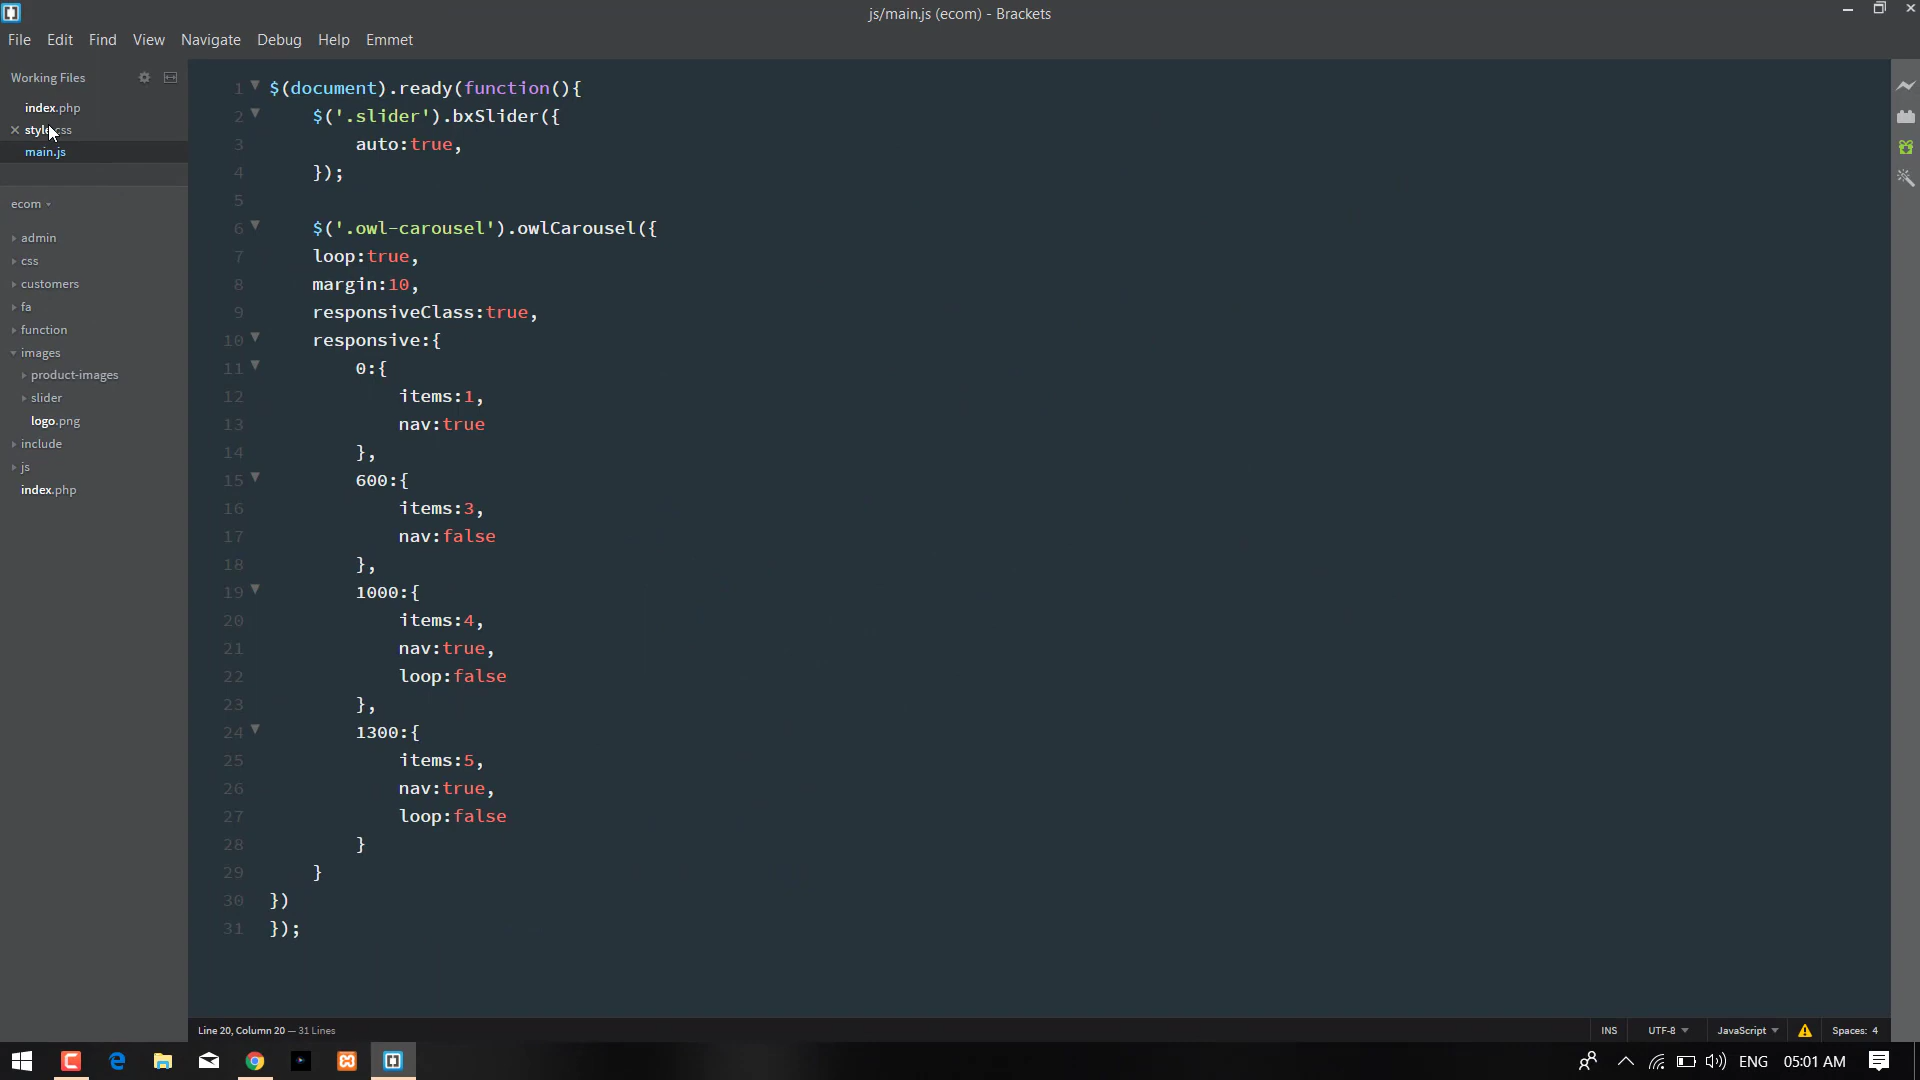 js/main.js (ecom) - Brackets
File Edit Find View Navigate Debug Help Emmet
Working Files
index.php
style.css
main.js
ecom
admin
css
customers
fa
function
images
product-images
slider
logo.png
include
js
index.php
1 $(document).ready(function(){
2 $('.slider').bxSlider({
3 auto:true,
4 });
5
6 $('.owl-carousel').owlCarousel({
7 loop:true,
8 margin:10,
9 responsiveClass:true,
10 responsive:{
11 0:{
12 items:1,
13 nav:true
14 },
15 600:{
16 items:3,
17 nav:false
18 },
19 1000:{
20 items:4,
21 nav:true,
22 loop:false
23 },
24 1300:{
25 items:5,
26 nav:true,
27 loop:false
28 }
29 }
30 })
31 });
Line 20, Column 20 — 31 Lines
INS UTF-8 JavaScript Spaces: 4
ENG 05:01 AM